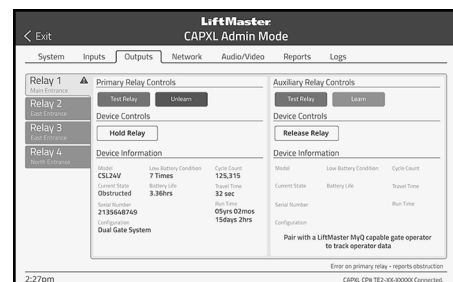 LiftMaster
< Exit
CAPXL Admin Mode
System Inputs Outputs Network Audio/Video Reports Logs
Relay 1
Main Entrance
Relay 2
East Entrance
Relay 3
East Entrance
Relay 4
North Entrance
Primary Relay Controls
Test Relay Unlearn
Device Controls
Hold Relay
Device Information
Model Low Battery Condition Cycle Count
CSL24V 7 Times 125,315
Current State Battery Life Travel Time
Obstructed 3.36hrs 32 sec
Serial Number Run Time
2135648749 05yrs 02mos
15days 2hrs
Configuration
Dual Gate System
Auxiliary Relay Controls
Test Relay Learn
Device Controls
Release Relay
Device Information
Model Low Battery Condition Cycle Count
Current State Battery Life Travel Time
Serial Number Run Time
Configuration
Pair with a LiftMaster MyQ capable gate operator
to track operator data
Error on primary relay - reports obstruction
2:27pm
CAPXL CPU TE2-XX-XXXXX Connected.